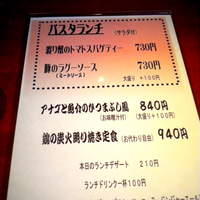 パスタランチ (サラダ付)
彩り蟹のトマトスパゲティー 730円
豚のラグーソース 730円
(ミートソース) 大盛り +100円
アナゴと魚介のひつまぶし風 840円
(お味噌汁付) 大盛り +100円
鶏の炭火周り焼き定食 (お代わり自由) 940円
本日のランチデザート 210円
ランチドリンク一杯100円